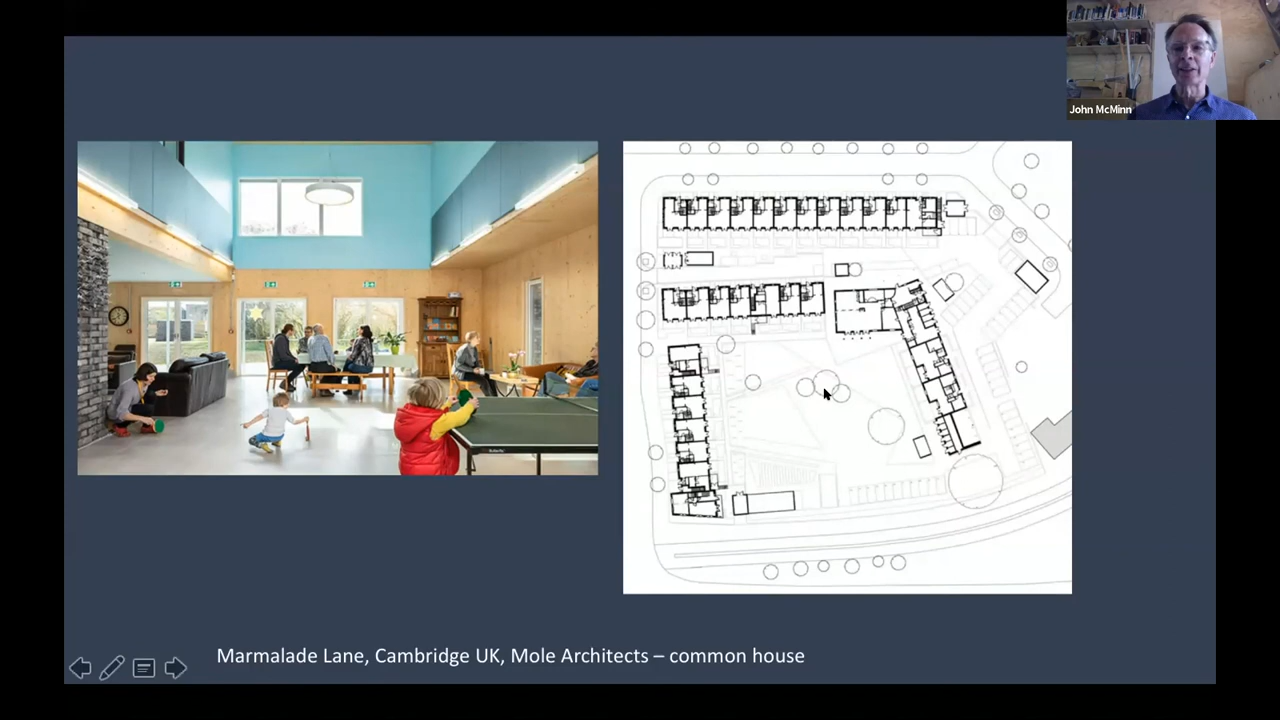 John McMinn
Marmalade Lane, Cambridge UK, Mole Architects – common house